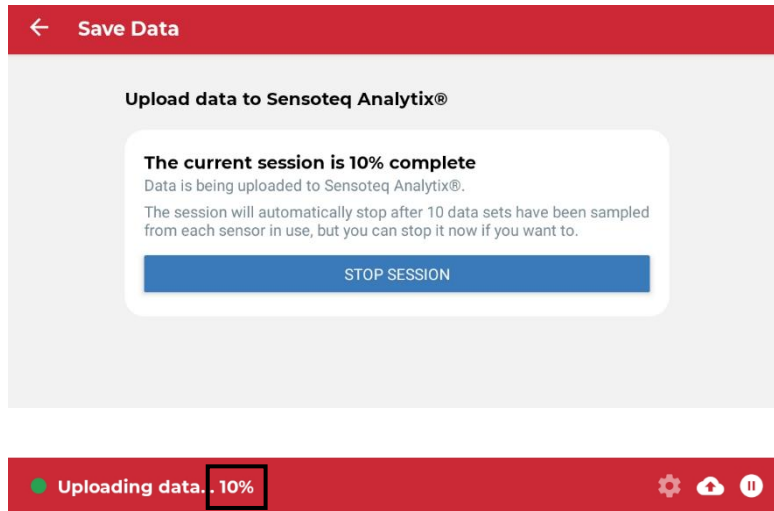 Save Data
Upload data to Sensoteq Analytix®
The current session is 10% complete
Data is being uploaded to Sensoteq Analytix®.
The session will automatically stop after 10 data sets have been sampled
from each sensor in use, but you can stop it now if you want to.
STOP SESSION
Uploading data.. 10%